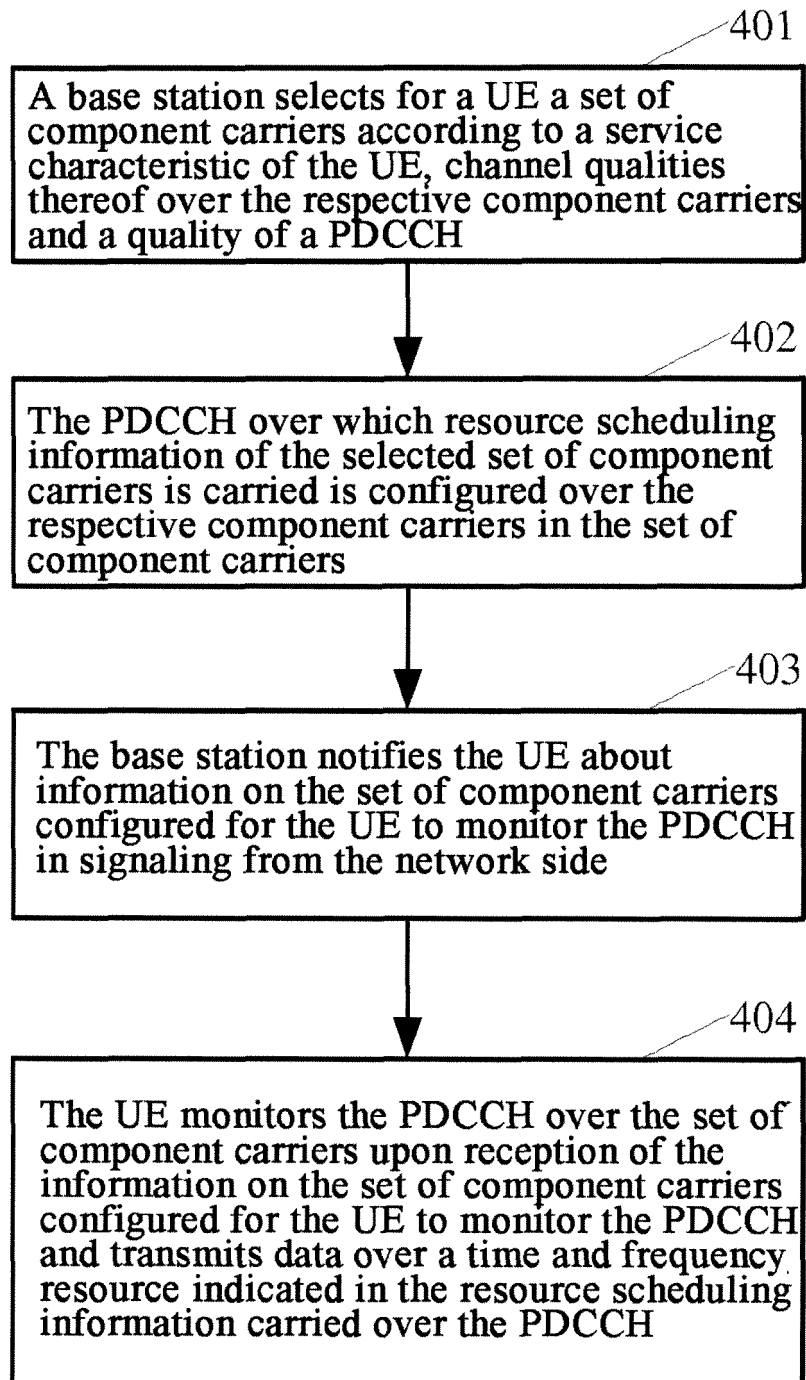 401
A base station selects for a UE a set of
component carriers according to a service
characteristic of the UE, channel qualities
thereof over the respective component carriers
and a quality of a PDCCH
402
The PDCCH over which resource scheduling
information of the selected set of component
carriers is carried is configured over the
respective component carriers in the set of
component carriers
403
The base station notifies the UE about
information on the set of component carriers
configured for the UE to monitor the PDCCH
in signaling from the network side
404
The UE monitors the PDCCH over the set of
component carriers upon reception of the
information on the set of component carriers
configured for the UE to monitor the PDCCH
and transmits data over a time and frequency
resource indicated in the resource scheduling
information carried over the PDCCH